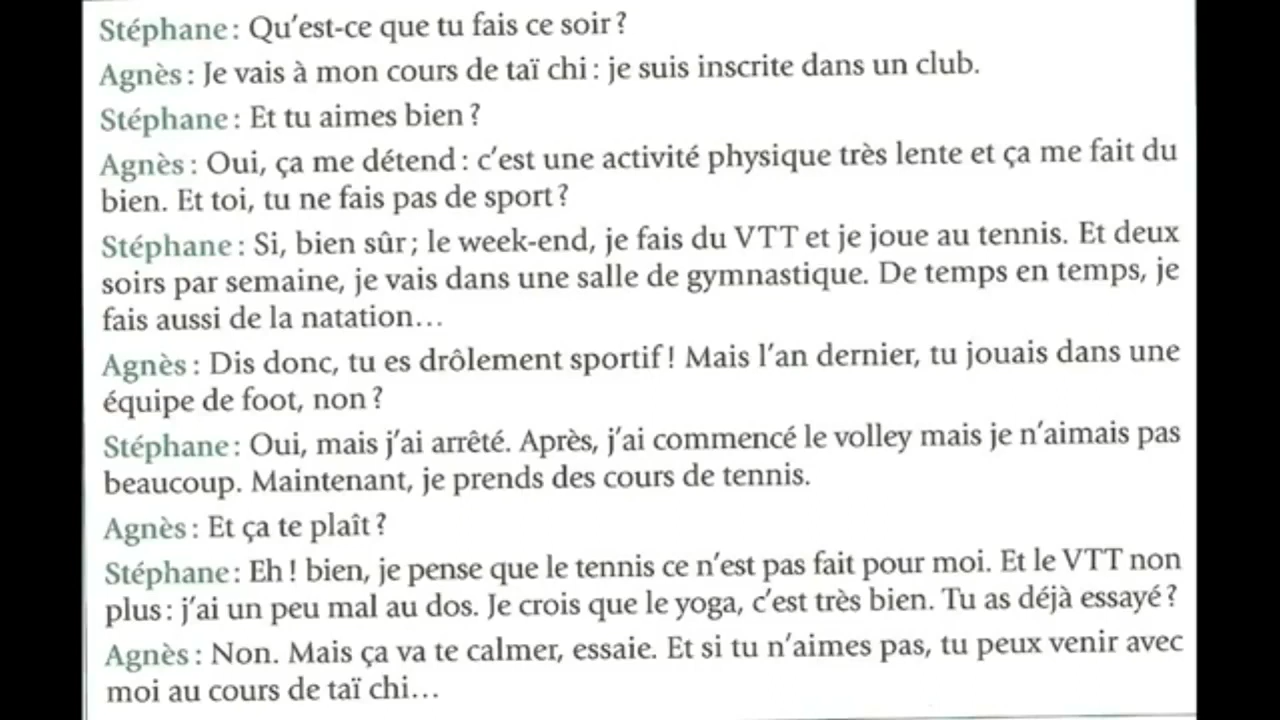 Stéphane : Qu'est-ce que tu fais ce soir ?
Agnès : Je vais à mon cours de taï chi : je suis inscrite dans un club.
Stéphane : Et tu aimes bien ?
Agnès : Oui, ça me détend : c'est une activité physique très lente et ça me fait du
bien. Et toi, tu ne fais pas de sport ?
Stéphane : Si, bien sûr ; le week-end, je fais du VTT et je joue au tennis. Et deux
soirs par semaine, je vais dans une salle de gymnastique. De temps en temps, je
fais aussi de la natation…
Agnès : Dis donc, tu es drôlement sportif ! Mais l'an dernier, tu jouais dans une
équipe de foot, non ?
Stéphane : Oui, mais j'ai arrêté. Après, j'ai commencé le volley mais je n'aimais pas
beaucoup. Maintenant, je prends des cours de tennis.
Agnès : Et ça te plaît ?
Stéphane : Eh ! bien, je pense que le tennis ce n'est pas fait pour moi. Et le VTT non
plus : j'ai un peu mal au dos. Je crois que le yoga, c'est très bien. Tu as déjà essayé ?
Agnès : Non. Mais ça va te calmer, essaie. Et si tu n'aimes pas, tu peux venir avec
moi au cours de taï chi…